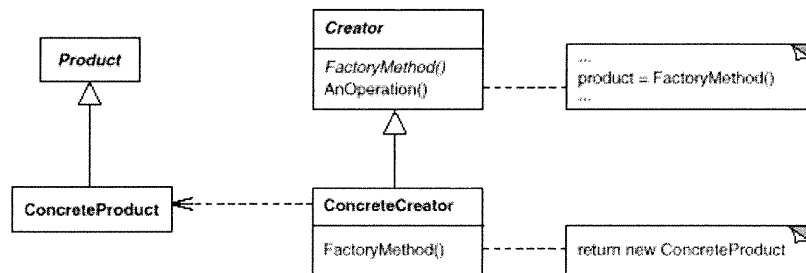 Creator
Product
FactoryMethod()
AnOperation()
...
product = FactoryMethod()
...
ConcreteProduct
ConcreteCreator
FactoryMethod()
return new ConcreteProduct